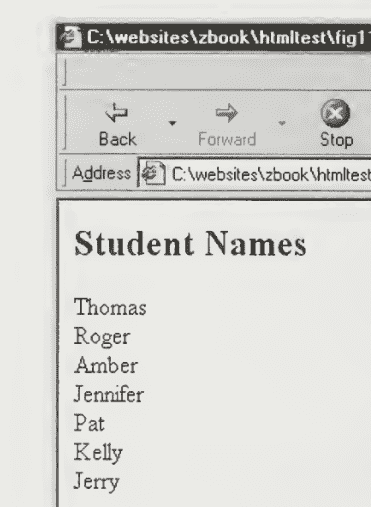 C:\websites\zbook\htmltest\fig11
Back Forward Stop
Address C:\websites\zbook\htmltest
Student Names
Thomas
Roger
Amber
Jennifer
Pat
Kelly
Jerry